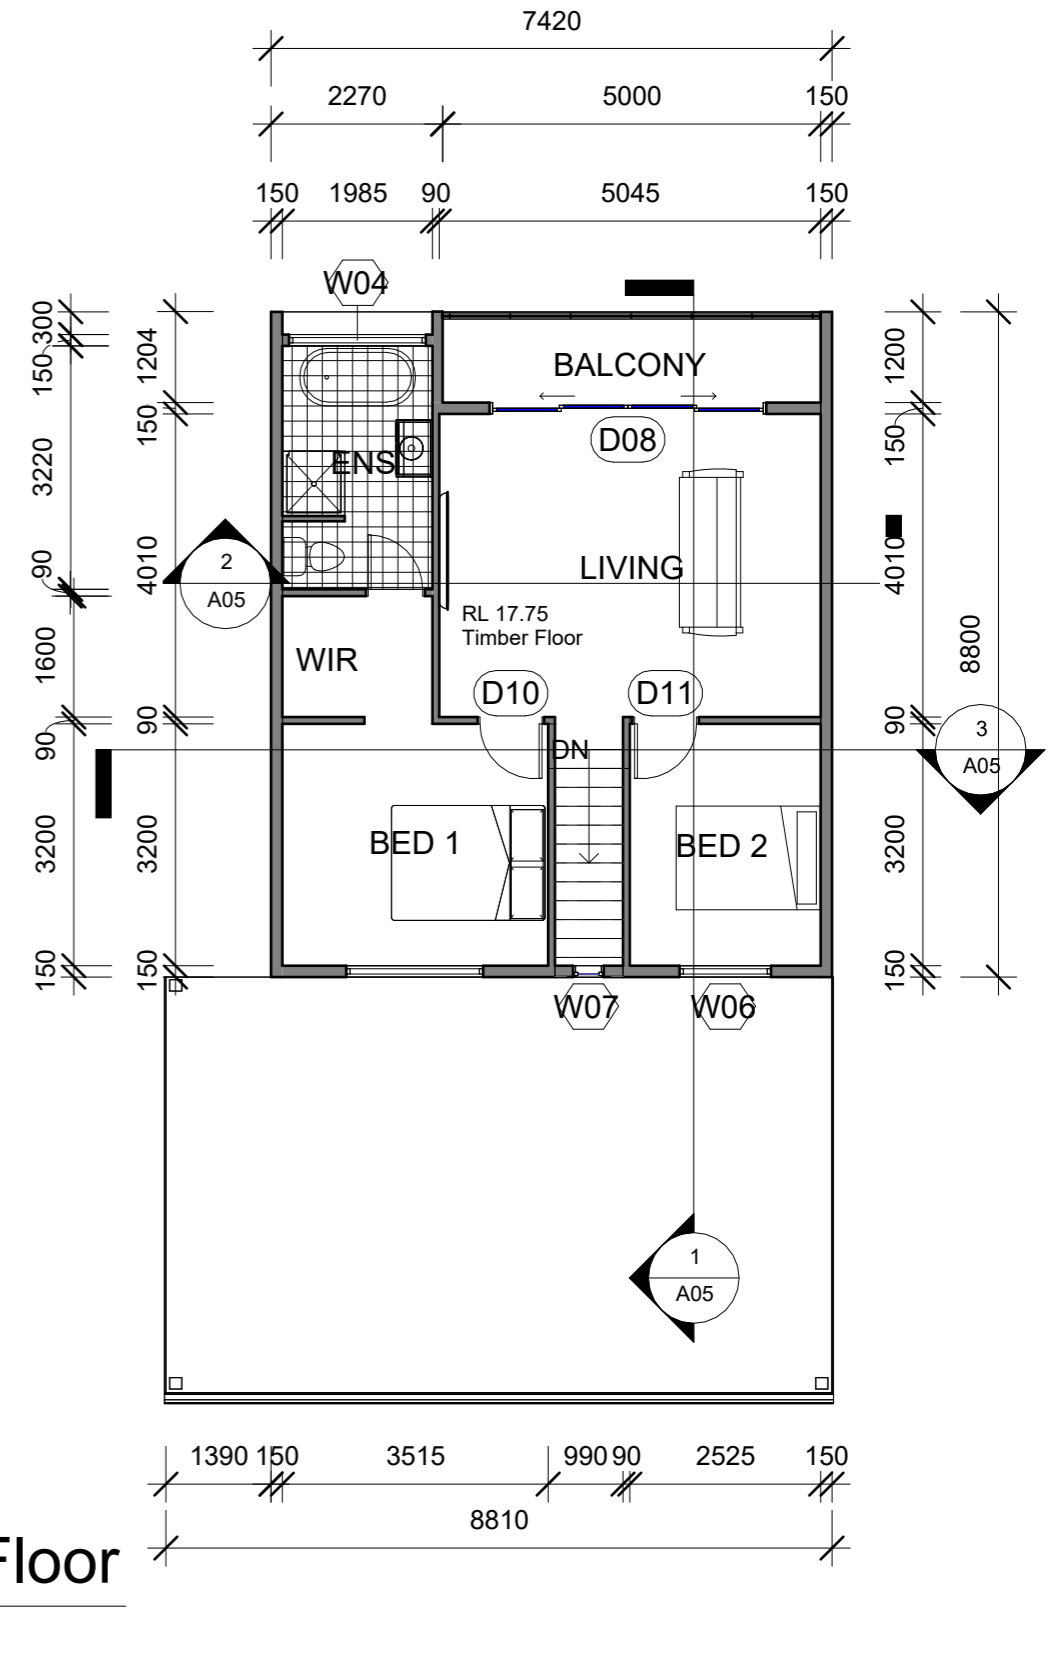 7420
2270 5000 150
150 1985 90 5045 150
W04
300
150
3220
90
1600
90
3200
150
1204
150
4010
90
3200
150
BALCONY
D08
ENS
LIVING
RL 17.75
Timber Floor
WIR
D10
D11
DN
BED 1
BED 2
W07
W06
2
A05
3
A05
1
A05
1200
150
4010
90
3200
150
8800
1390 150 3515 990 90 2525 150
8810
Floor